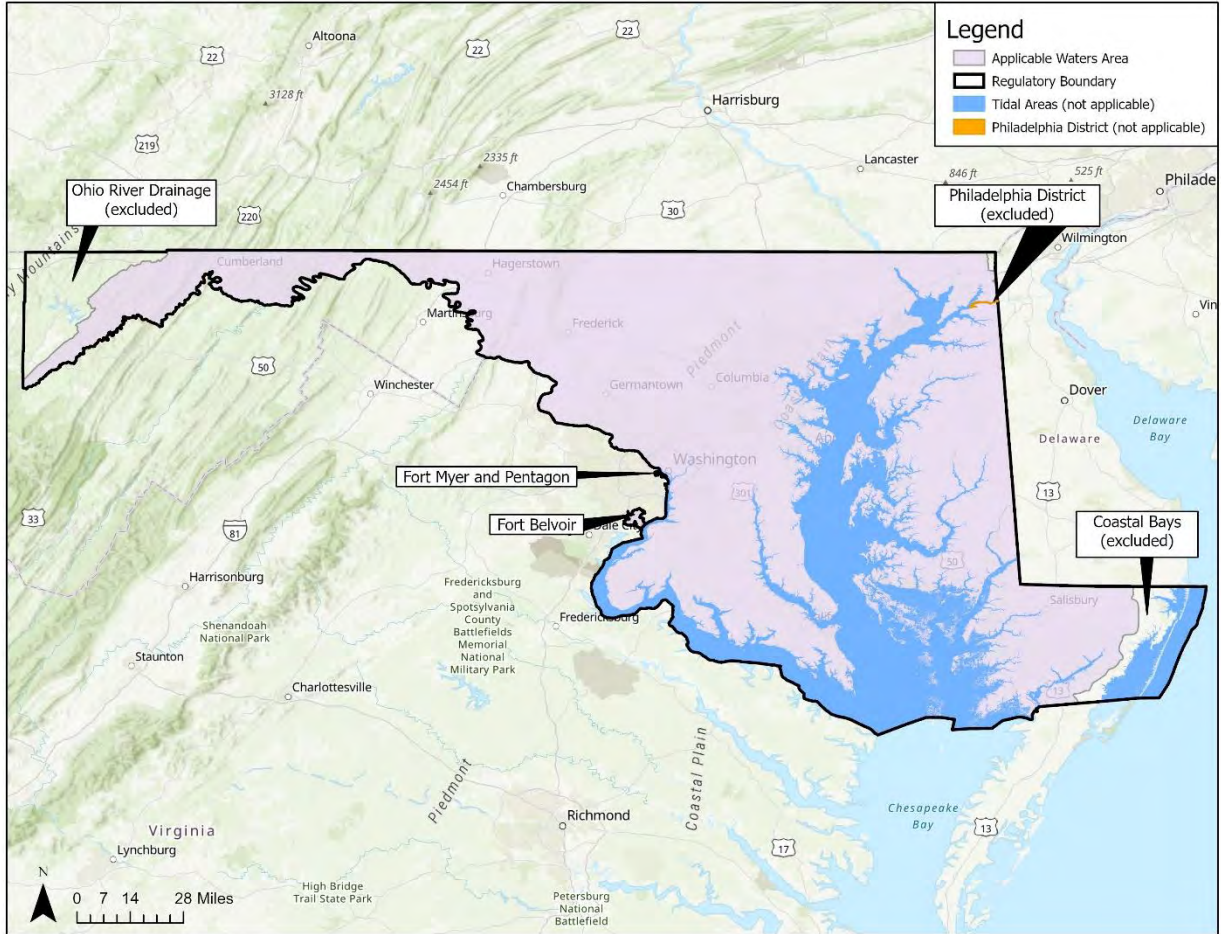 Legend
Applicable Waters Area
Regulatory Boundary
Tidal Areas (not applicable)
Philadelphia District (not applicable)
22
Altoona
22
22
3128 ft
Harrisburg
219
2335 ft
Lancaster
846 ft
525 ft
2454 ft
Chambersburg
Ohio River Drainage
(excluded)
220
30
Philadelphia District
(excluded)
Philade
Wilmington
Mountains
Cumberland
Hagerstown
Vin
Martinsburg
Frederick
Piedmont
50
Germantown
Columbia
Winchester
Dover
Delaware
Bay
Delaware
Washington
Fort Myer and Pentagon
301
13
33
Fort Belvoir
Dale City
81
Coastal Bays
(excluded)
50
Harrisonburg
Fredericksburg
and
Spotsylvania
County
Battlefields
Memorial
National
Military Park
Salisbury
Fredericksburg
Shenandoah
National Park
Staunton
13
Charlottesville
Piedmont
Coastal Plain
Richmond
Chesapeake
Bay
13
Virginia
17
Lynchburg
N
0 7 14 28 Miles
High Bridge
Trail State Park
Petersburg
National
Battlefield